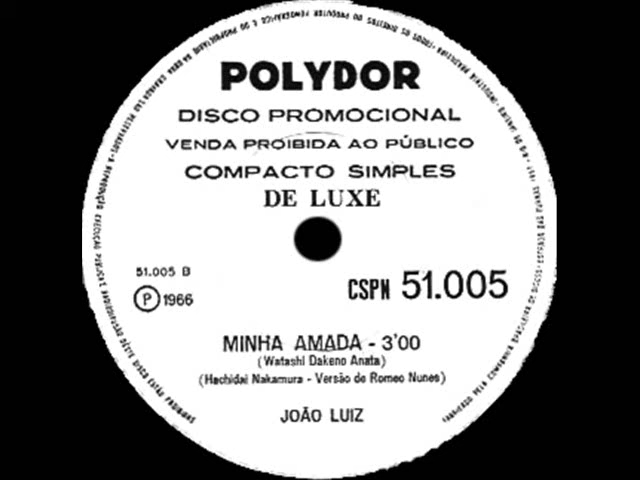 POLYDOR
DISCO PROMOCIONAL
VENDA PROIBIDA AO PÚBLICO
COMPACTO SIMPLES
DE LUXE
51.005 B
P 1966
CSPN 51.005
MINHA AMADA - 3'00
(Watashi Dakeno Anata)
(Hachidai Nakamura - Versão de Romeo Nunes)
JOÃO LUIZ